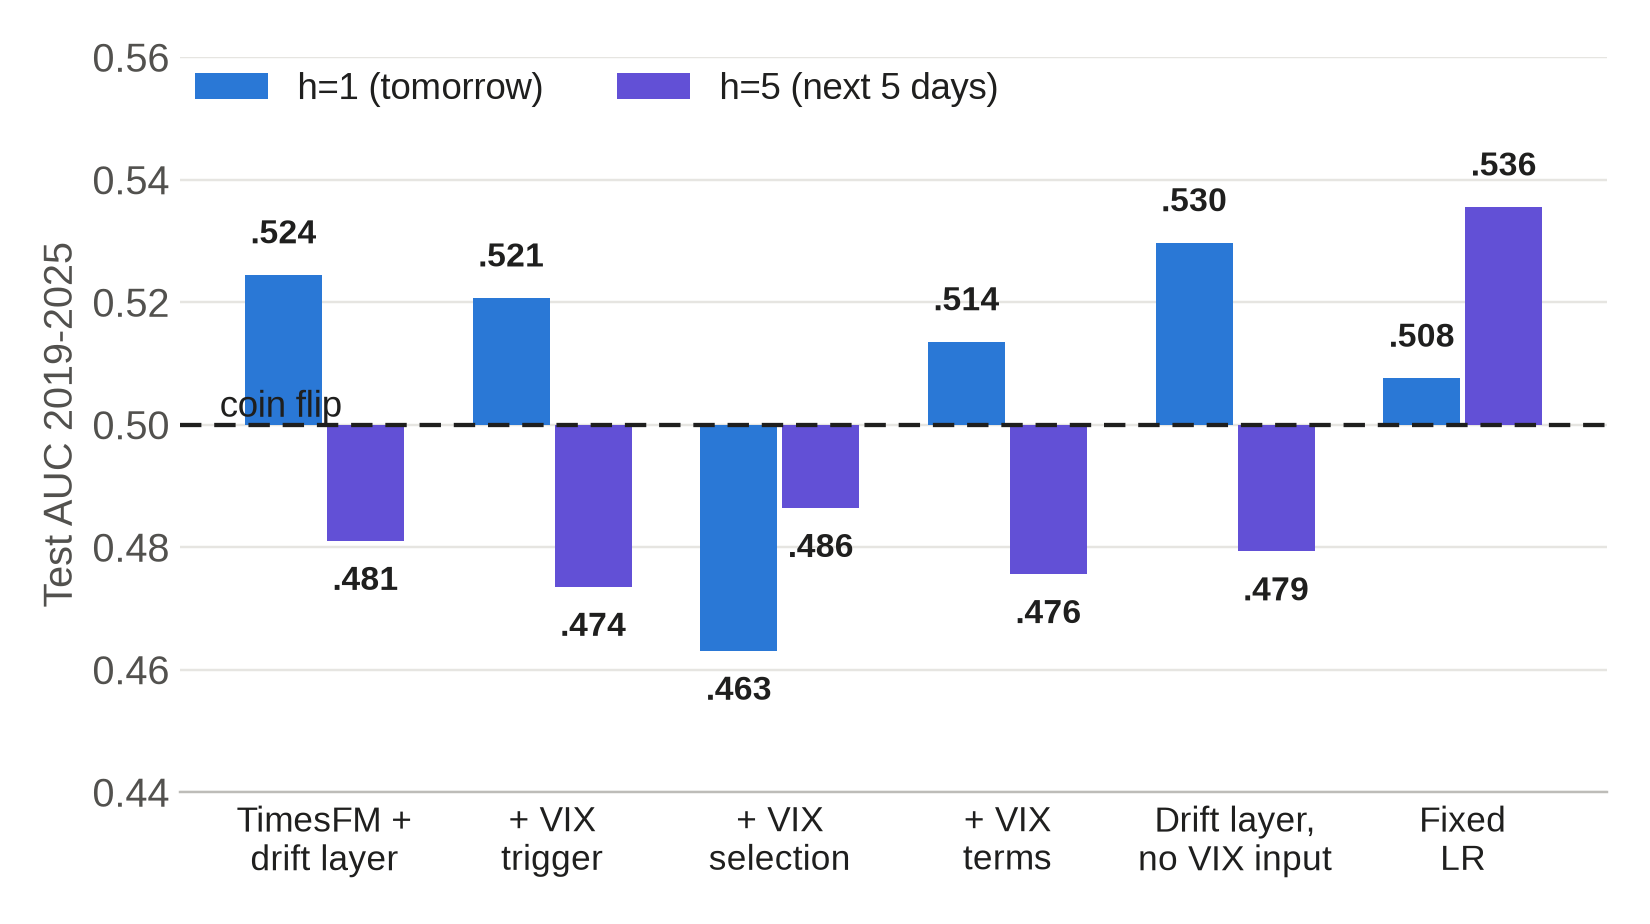 0.56
h=1 (tomorrow)
h=5 (next 5 days)
0.54
0.52
0.50
0.48
0.46
0.44
Test AUC 2019-2025
coin flip
.524
.481
.521
.474
.463
.486
.514
.476
.530
.479
.508
.536
TimesFM +
drift layer
+ VIX
trigger
+ VIX
selection
+ VIX
terms
Drift layer,
no VIX input
Fixed
LR